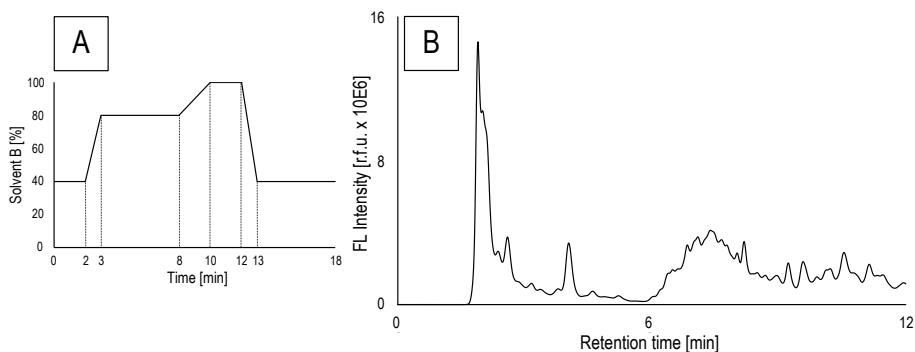 A
Solvent B [%]
100
80
60
40
20
0
0 2 3 8 10 12 13 18
Time [min]
B
FL Intensity [r.f.u. x 10E6]
16
8
0
0 6 12
Retention time [min]